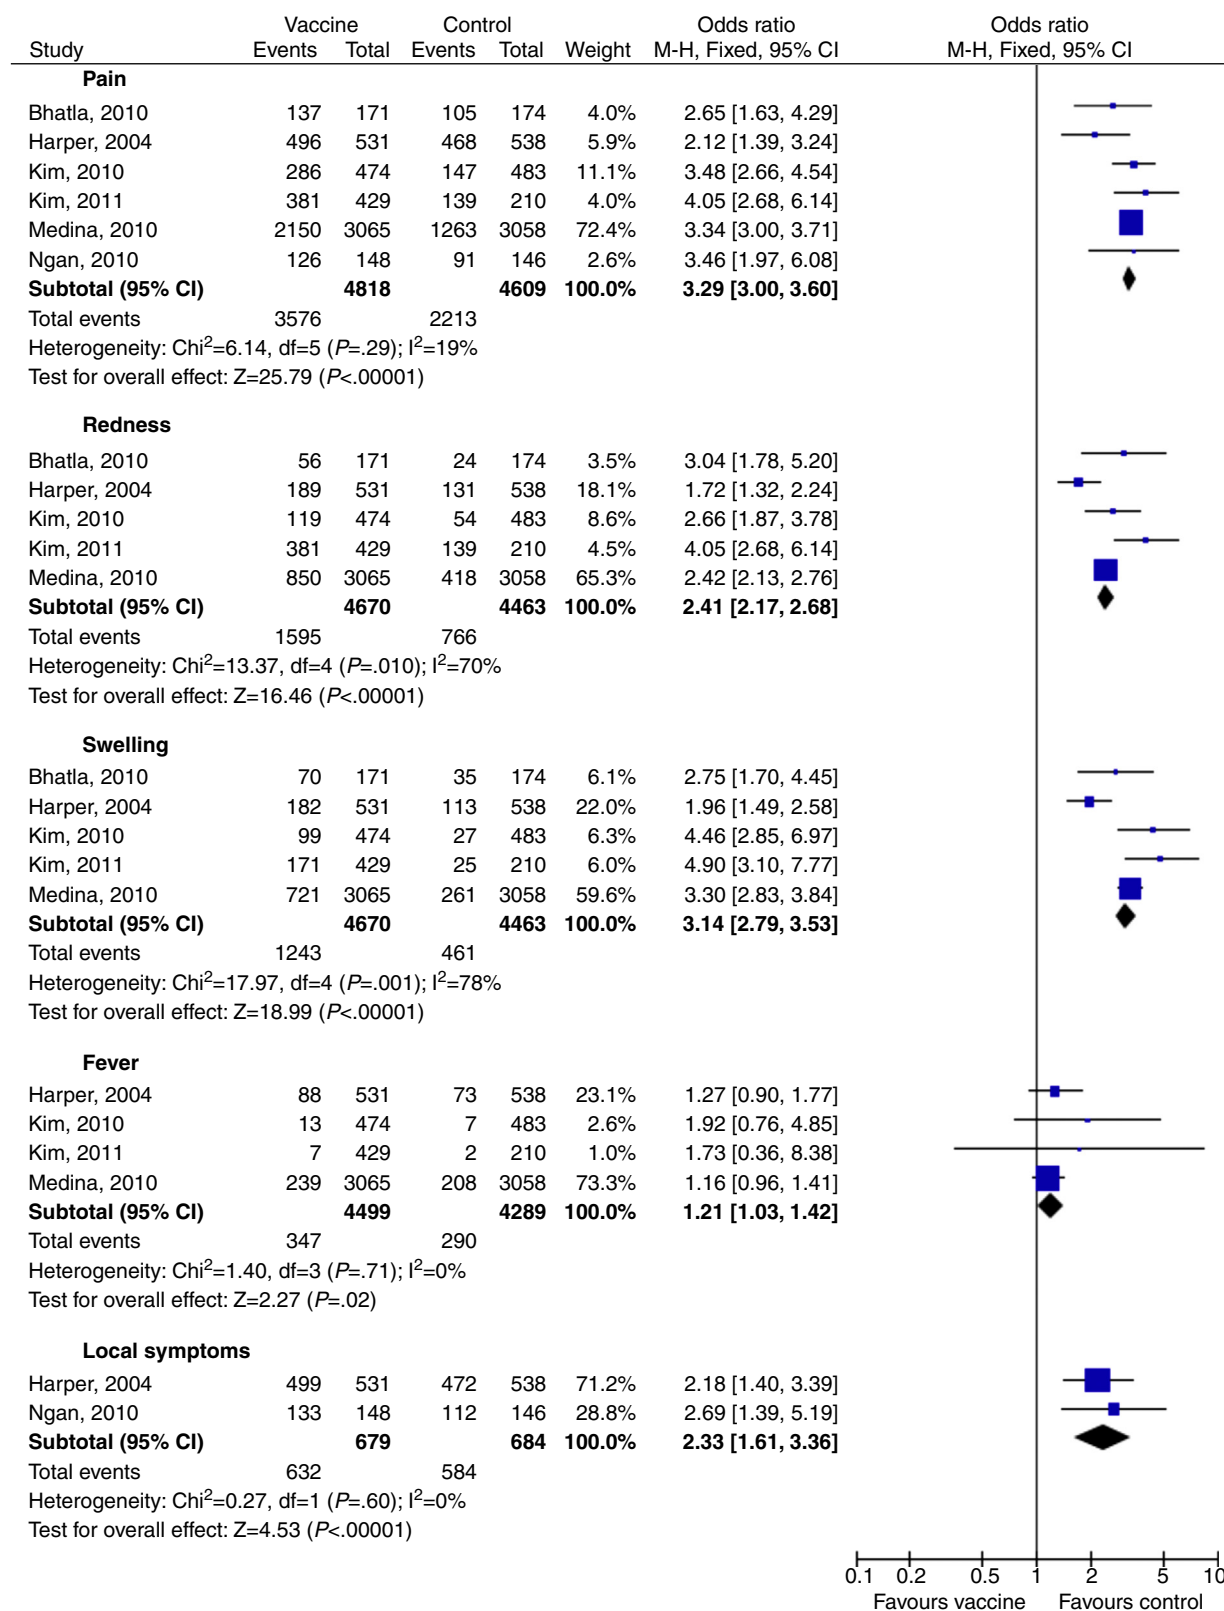 Vaccine Control Odds ratio Odds ratio
Study Events Total Events Total Weight M-H, Fixed, 95% CI M-H, Fixed, 95% CI
Pain
Bhatla, 2010 137 171 105 174 4.0% 2.65 [1.63, 4.29]
Harper, 2004 496 531 468 538 5.9% 2.12 [1.39, 3.24]
Kim, 2010 286 474 147 483 11.1% 3.48 [2.66, 4.54]
Kim, 2011 381 429 139 210 4.0% 4.05 [2.68, 6.14]
Medina, 2010 2150 3065 1263 3058 72.4% 3.34 [3.00, 3.71]
Ngan, 2010 126 148 91 146 2.6% 3.46 [1.97, 6.08]
Subtotal (95% CI) 4818 4609 100.0% 3.29 [3.00, 3.60]
Total events 3576 2213
Heterogeneity: Chi²=6.14, df=5 (P=.29); I²=19%
Test for overall effect: Z=25.79 (P<.00001)
Redness
Bhatla, 2010 56 171 24 174 3.5% 3.04 [1.78, 5.20]
Harper, 2004 189 531 131 538 18.1% 1.72 [1.32, 2.24]
Kim, 2010 119 474 54 483 8.6% 2.66 [1.87, 3.78]
Kim, 2011 381 429 139 210 4.5% 4.05 [2.68, 6.14]
Medina, 2010 850 3065 418 3058 65.3% 2.42 [2.13, 2.76]
Subtotal (95% CI) 4670 4463 100.0% 2.41 [2.17, 2.68]
Total events 1595 766
Heterogeneity: Chi²=13.37, df=4 (P=.010); I²=70%
Test for overall effect: Z=16.46 (P<.00001)
Swelling
Bhatla, 2010 70 171 35 174 6.1% 2.75 [1.70, 4.45]
Harper, 2004 182 531 113 538 22.0% 1.96 [1.49, 2.58]
Kim, 2010 99 474 27 483 6.3% 4.46 [2.85, 6.97]
Kim, 2011 171 429 25 210 6.0% 4.90 [3.10, 7.77]
Medina, 2010 721 3065 261 3058 59.6% 3.30 [2.83, 3.84]
Subtotal (95% CI) 4670 4463 100.0% 3.14 [2.79, 3.53]
Total events 1243 461
Heterogeneity: Chi²=17.97, df=4 (P=.001); I²=78%
Test for overall effect: Z=18.99 (P<.00001)
Fever
Harper, 2004 88 531 73 538 23.1% 1.27 [0.90, 1.77]
Kim, 2010 13 474 7 483 2.6% 1.92 [0.76, 4.85]
Kim, 2011 7 429 2 210 1.0% 1.73 [0.36, 8.38]
Medina, 2010 239 3065 208 3058 73.3% 1.16 [0.96, 1.41]
Subtotal (95% CI) 4499 4289 100.0% 1.21 [1.03, 1.42]
Total events 347 290
Heterogeneity: Chi²=1.40, df=3 (P=.71); I²=0%
Test for overall effect: Z=2.27 (P=.02)
Local symptoms
Harper, 2004 499 531 472 538 71.2% 2.18 [1.40, 3.39]
Ngan, 2010 133 148 112 146 28.8% 2.69 [1.39, 5.19]
Subtotal (95% CI) 679 684 100.0% 2.33 [1.61, 3.36]
Total events 632 584
Heterogeneity: Chi²=0.27, df=1 (P=.60); I²=0%
Test for overall effect: Z=4.53 (P<.00001)
0.1 0.2 0.5 1 2 5 10
Favours vaccine Favours control